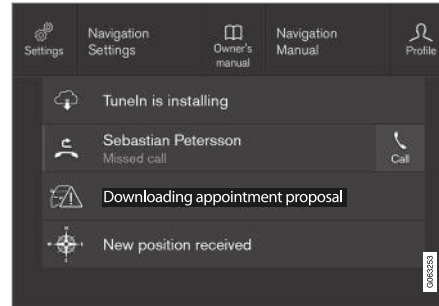 Settings
Navigation
Settings
Owner's
manual
Navigation
Manual
Profile
TuneIn is installing
Sebastian Petersson
Missed call
Call
Downloading appointment proposal
New position received
G063253